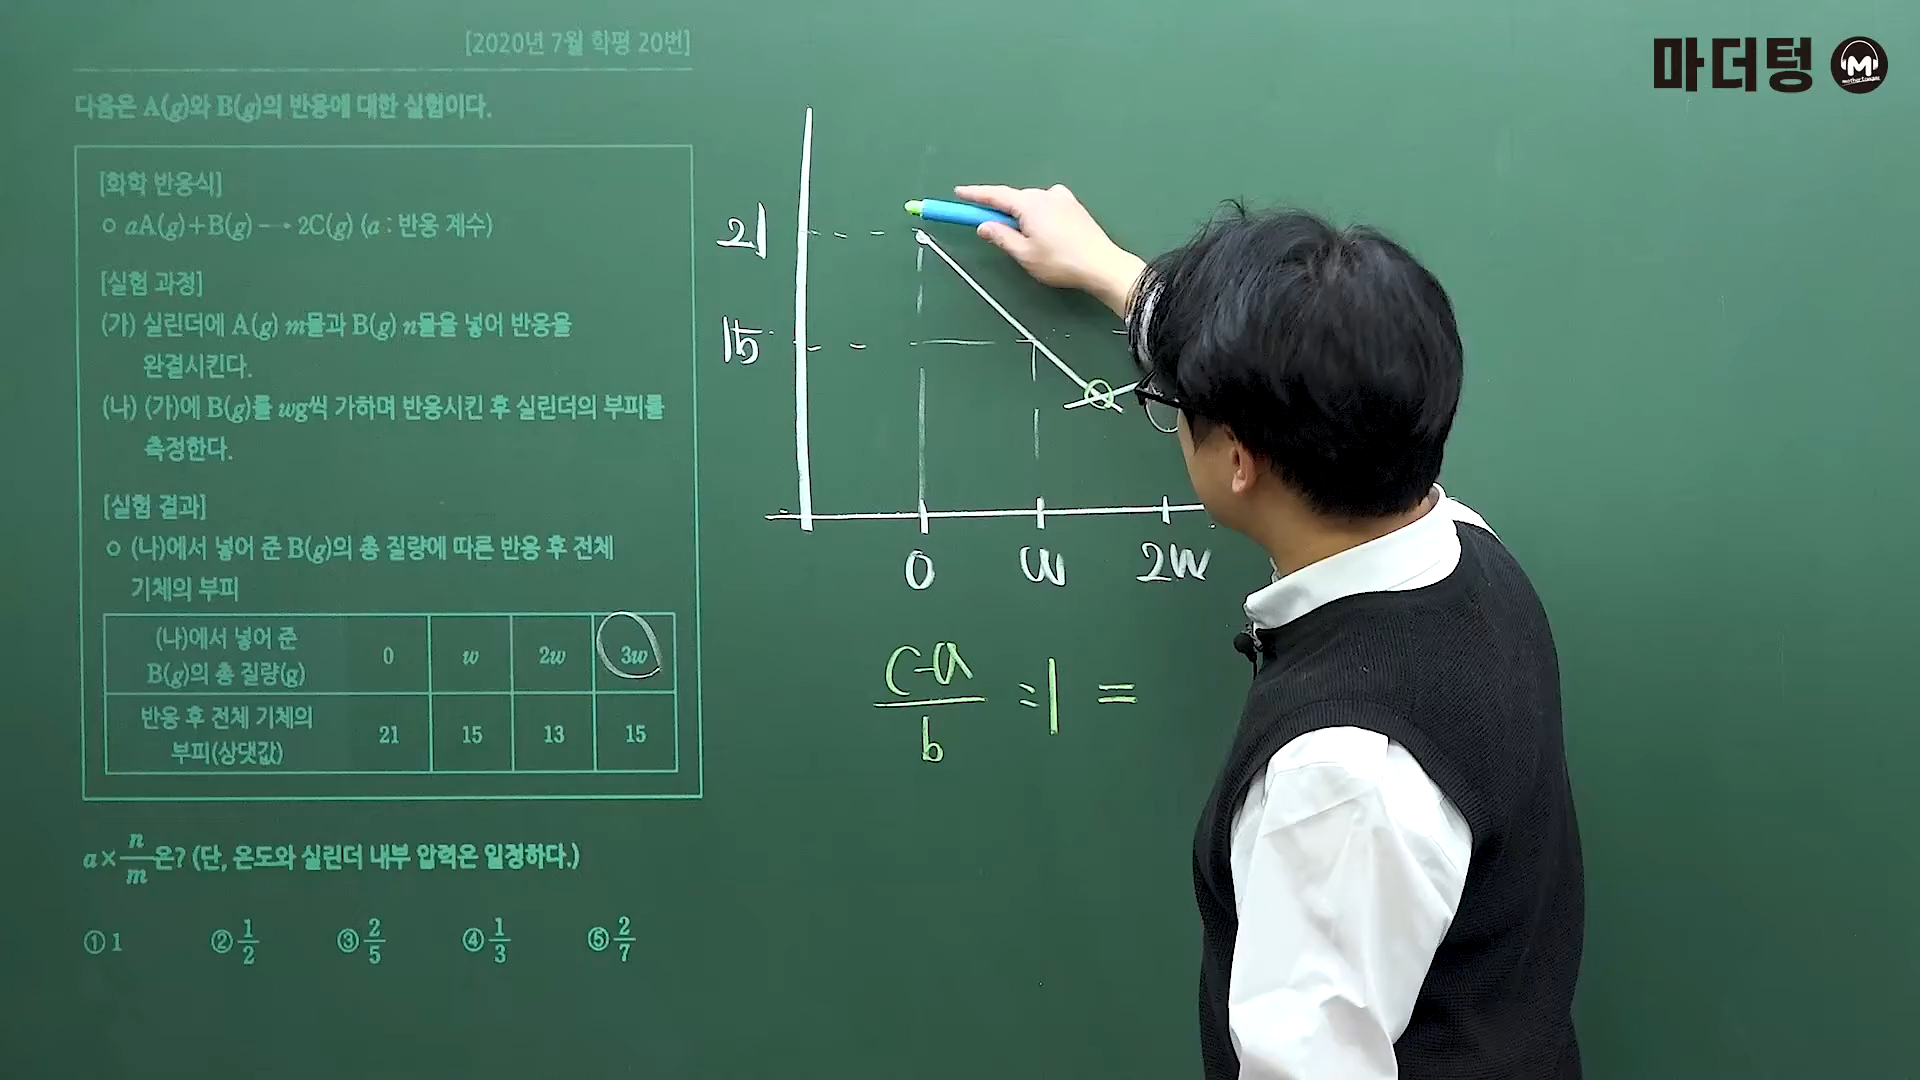 [2020년 7월 학평 20번]
다음은 A(g)와 B(g)의 반응에 대한 실험이다.
[화학 반응식]
○ aA(g)+B(g) → 2C(g) (a : 반응 계수)
[실험 과정]
(가) 실린더에 A(g) m몰과 B(g) n몰을 넣어 반응을
완결시킨다.
(나) (가)에 B(g)를 wg씩 가하며 반응시킨 후 실린더의 부피를
측정한다.
[실험 결과]
○ (나)에서 넣어 준 B(g)의 총 질량에 따른 반응 후 전체
기체의 부피
(나)에서 넣어 준
B(g)의 총 질량(g)
0 w 2w 3w
반응 후 전체 기체의
부피(상댓값)
21 15 13 15
a× n/m 은? (단, 온도와 실린더 내부 압력은 일정하다.)
① 1 ② 1/2 ③ 2/5 ④ 1/3 ⑤ 2/7
21
15
0 w 2w
c-a/b = 1 =
마더텅
M
mothertongue